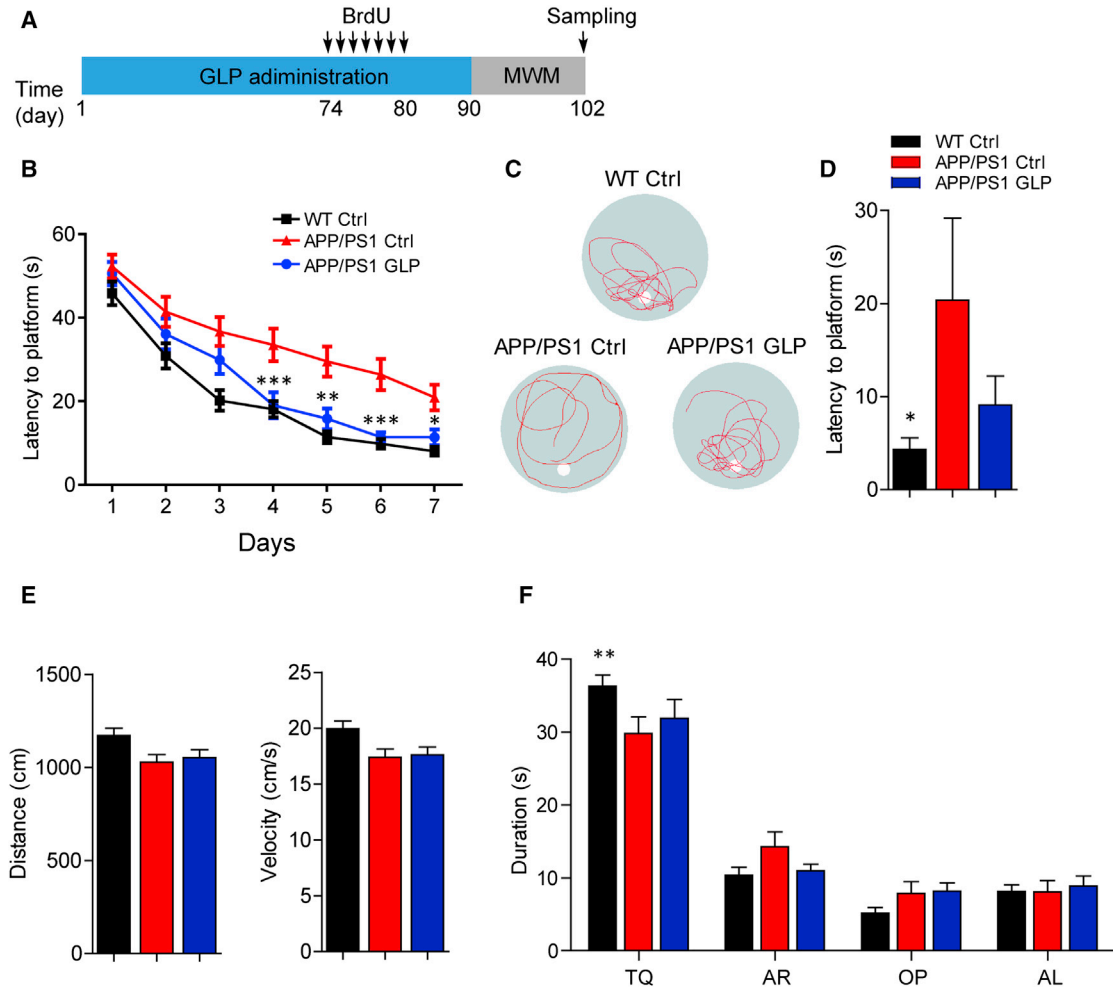 A
BrdU
Sampling
GLP adiministration
MWM
Time
(day)
1
74
80
90
102
B
WT Ctrl
APP/PS1 Ctrl
APP/PS1 GLP
Latency to platform (s)
60
40
20
0
***
**
***
*
1 2 3 4 5 6 7
Days
C
WT Ctrl
APP/PS1 Ctrl
APP/PS1 GLP
D
WT Ctrl
APP/PS1 Ctrl
APP/PS1 GLP
Latency to platform (s)
30
20
10
0
*
E
Distance (cm)
1500
1000
500
0
Velocity (cm/s)
25
20
15
10
5
0
F
Duration (s)
40
30
20
10
0
**
TQ AR OP AL